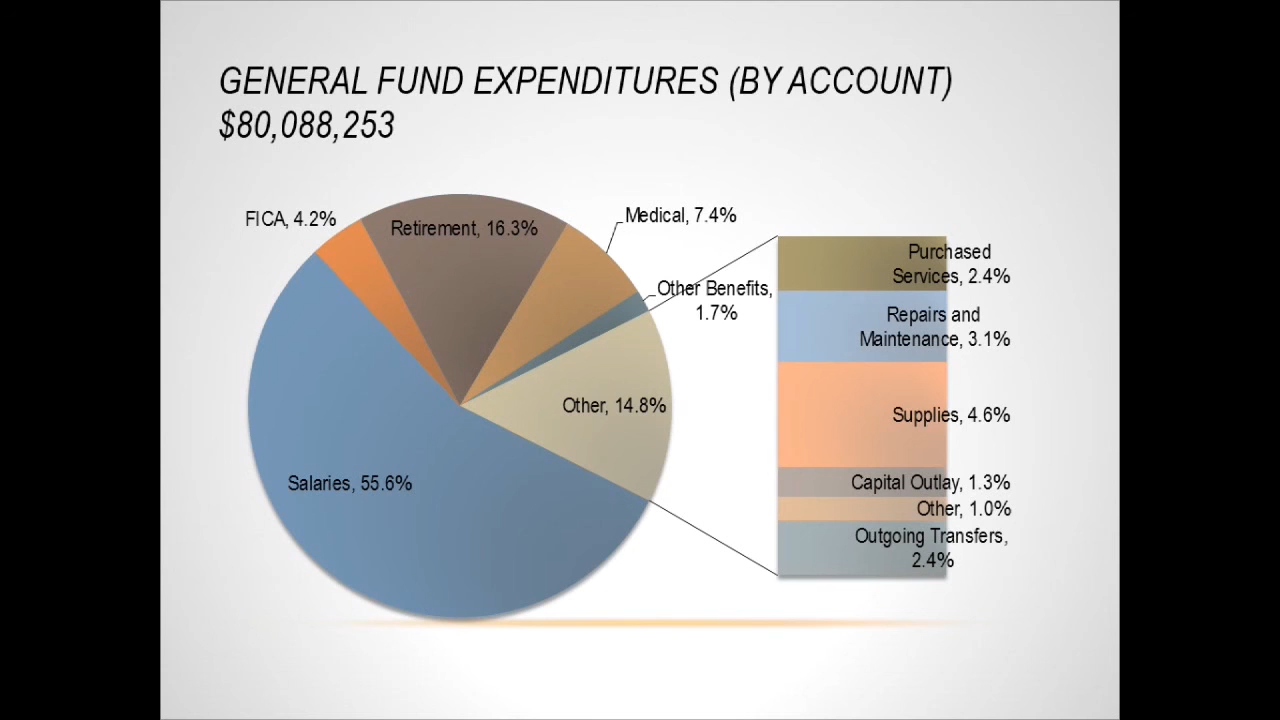 GENERAL FUND EXPENDITURES (BY ACCOUNT)
$80,088,253
FICA, 4.2%
Retirement, 16.3%
Medical, 7.4%
Other Benefits,
1.7%
Other, 14.8%
Salaries, 55.6%
Purchased
Services, 2.4%
Repairs and
Maintenance, 3.1%
Supplies, 4.6%
Capital Outlay, 1.3%
Other, 1.0%
Outgoing Transfers,
2.4%